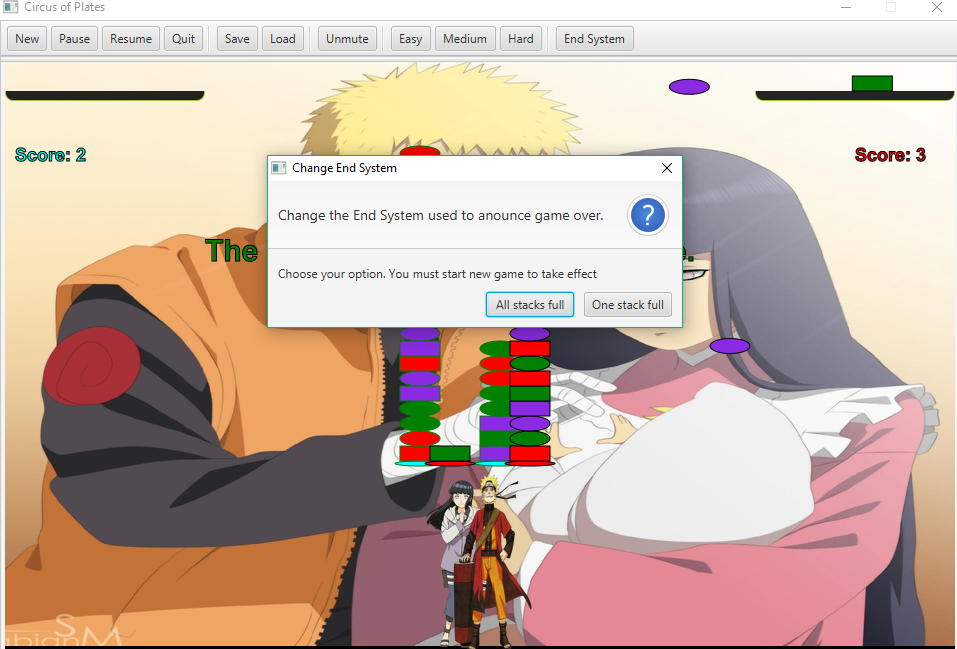 Circus of Plates
New Pause Resume Quit Save Load Unmute Easy Medium Hard End System
Score: 2
Score: 3
Change End System
Change the End System used to anounce game over.
?
The
Choose your option. You must start new game to take effect
All stacks full One stack full
SM